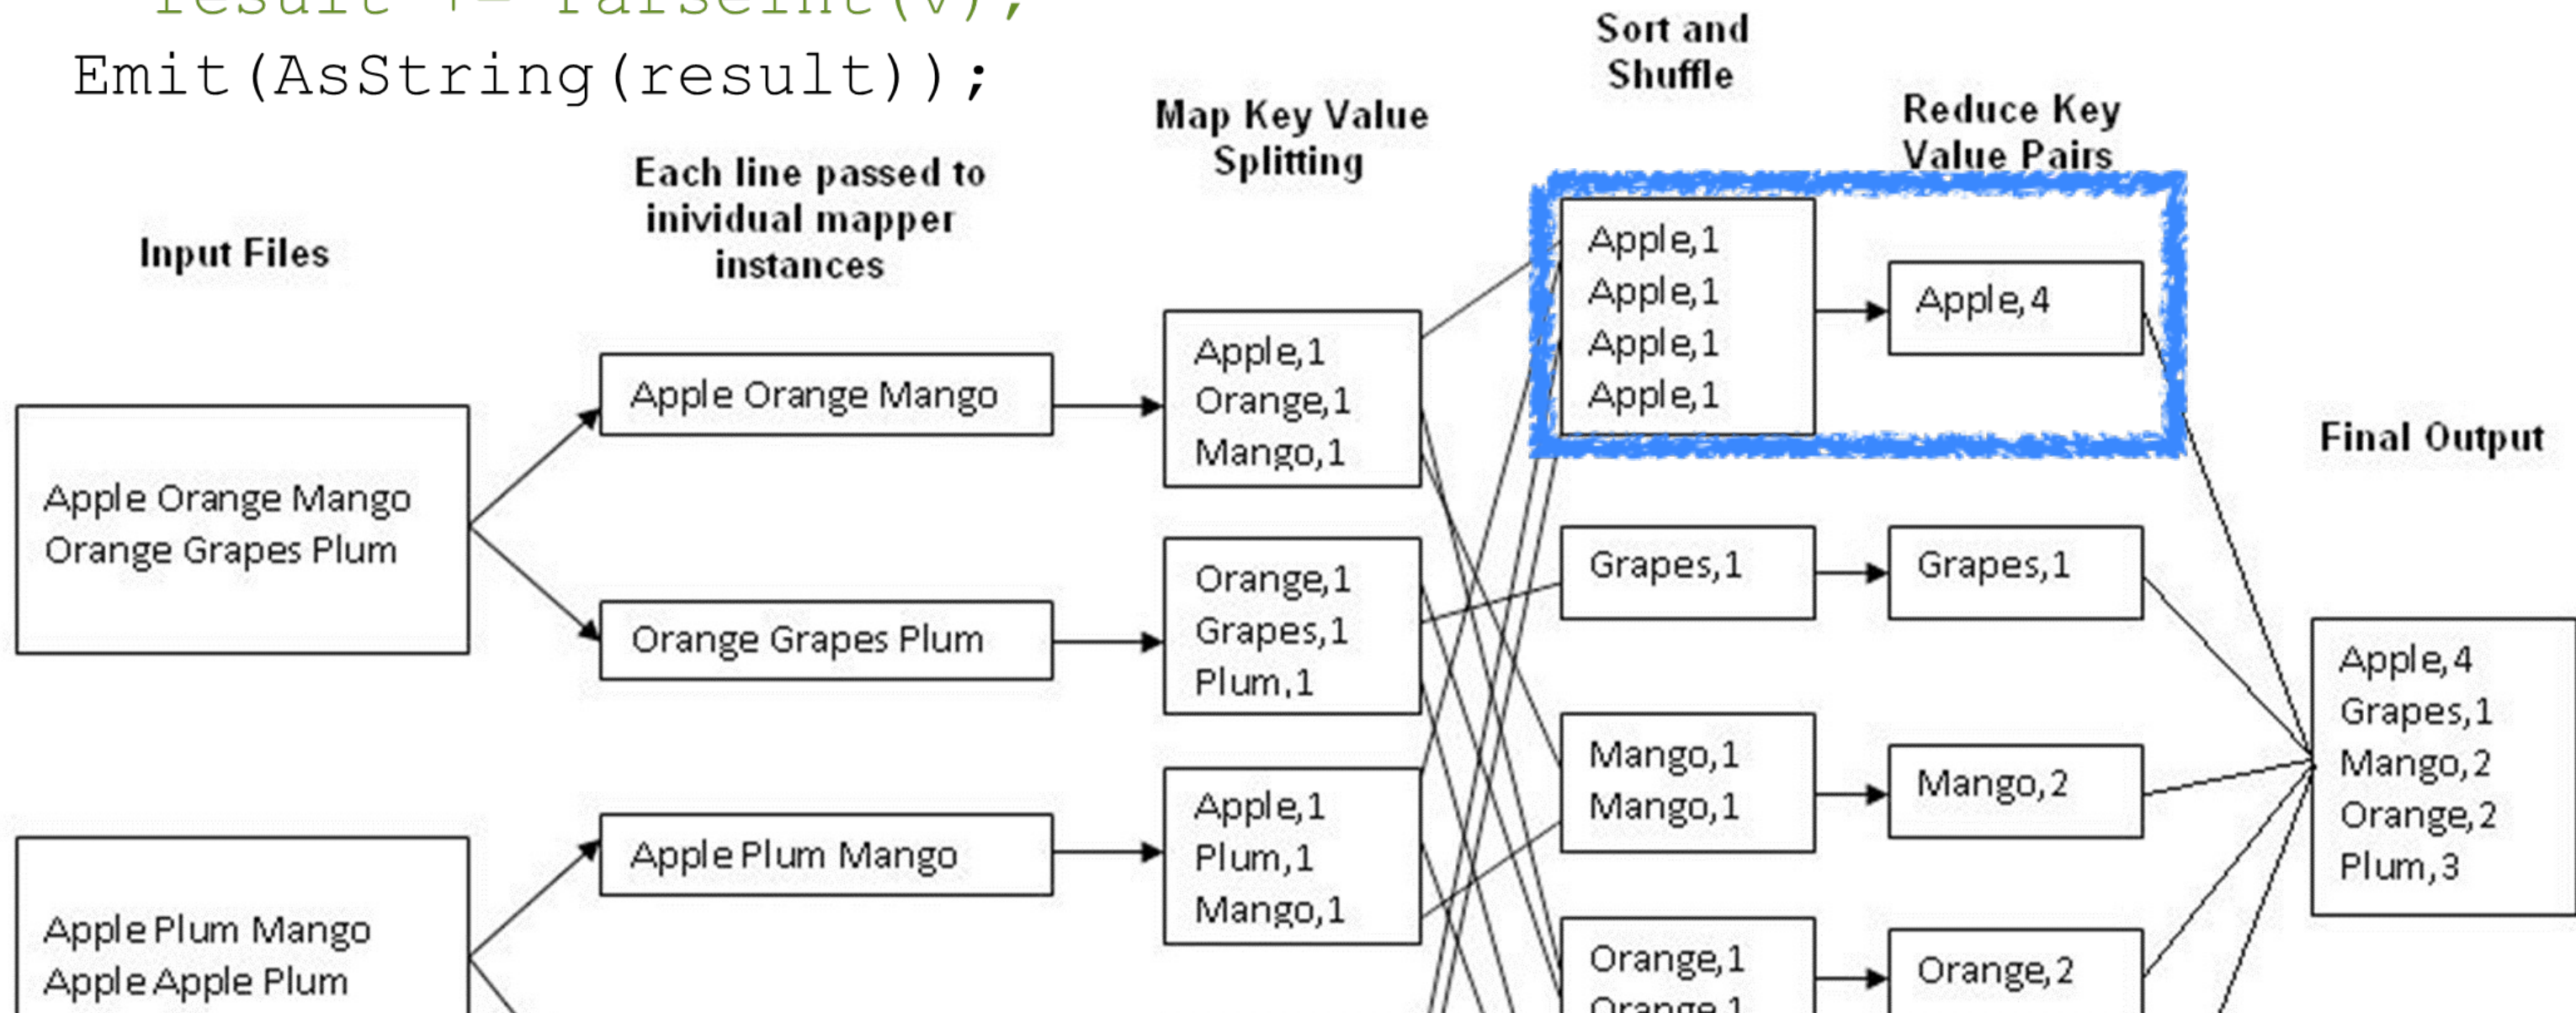 result += ParseInt(v);
Emit(AsString(result));
Input Files
Each line passed to
inividual mapper
instances
Map Key Value
Splitting
Sort and
Shuffle
Reduce Key
Value Pairs
Final Output
Apple Orange Mango
Orange Grapes Plum
Apple Plum Mango
Apple Apple Plum
Apple Orange Mango
Orange Grapes Plum
Apple Plum Mango
Apple,1
Orange,1
Mango,1
Orange,1
Grapes,1
Plum,1
Apple,1
Plum,1
Mango,1
Apple,1
Apple,1
Apple,1
Apple,1
Grapes,1
Mango,1
Mango,1
Orange,1
Orange,1
Apple,4
Grapes,1
Mango,2
Orange,2
Apple,4
Grapes,1
Mango,2
Orange,2
Plum,3